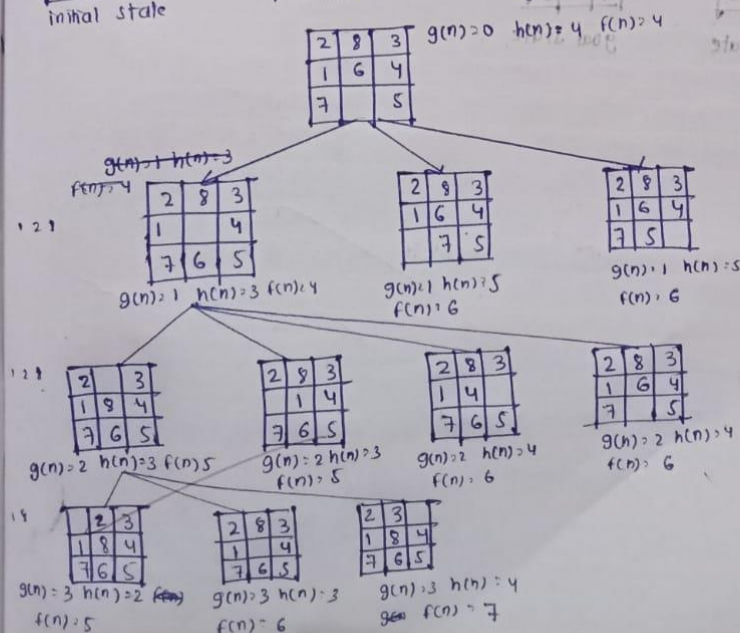 initial state
2 8 3
1 6 4
7 5
g(n)=0 h(n)=4 f(n)=4
g(n)=1 h(n)=3
f(n)=4
2 8 3
1 4
7 6 5
g(n)=1 h(n)=3 f(n)=4
2 8 3
1 6 4
7 5
g(n)=1 h(n)=5
f(n)=6
2 8 3
1 6 4
7 5
g(n)=1 h(n)=5
f(n)=6
2 3
1 8 4
7 6 5
g(n)=2 h(n)=3 f(n)5
2 8 3
1 4
7 6 5
g(n)=2 h(n)=3
f(n)=5
2 8 3
1 4
7 6 5
g(n)=2 h(n)=4
f(n)=6
2 8 3
1 6 4
7 5
g(n)=2 h(n)=4
f(n)=6
2 3
1 8 4
7 6 5
g(n)=3 h(n)=2 f(n)
f(n)=5
2 8 3
1 4
7 6 5
g(n)=3 h(n)=3
f(n)=6
2 3
1 8 4
7 6 5
g(n)=3 h(n)=4
f(n)=7